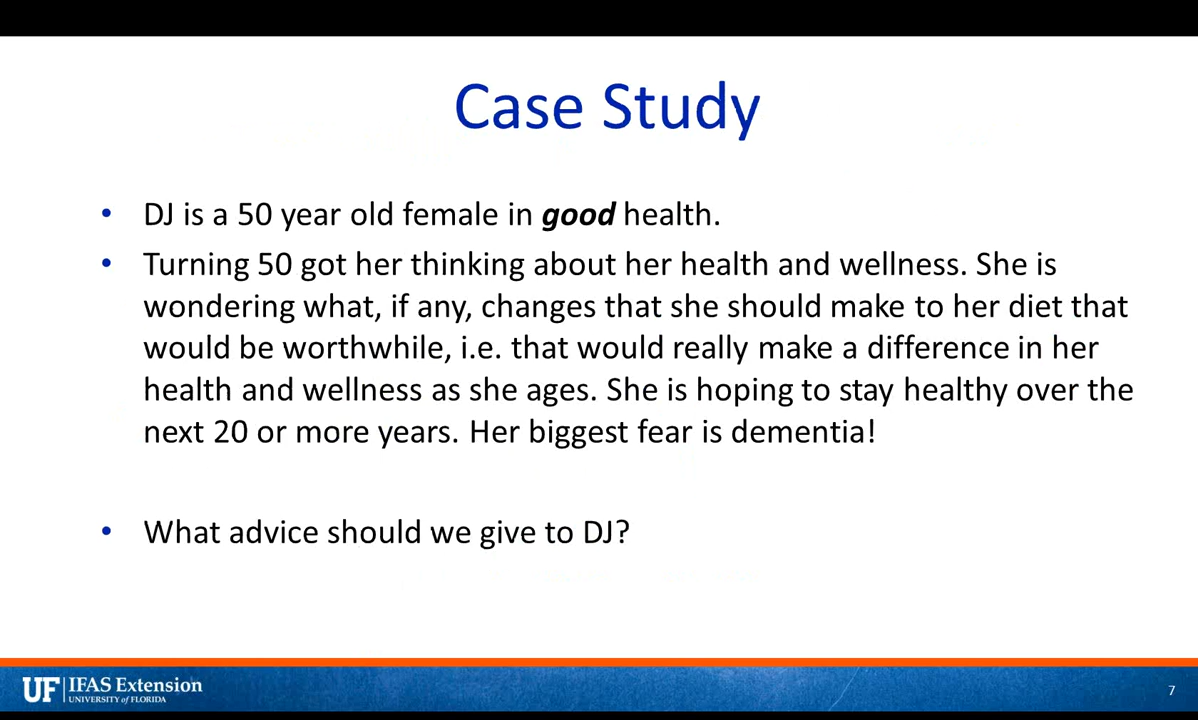 Case Study
• DJ is a 50 year old female in good health.
• Turning 50 got her thinking about her health and wellness. She is
wondering what, if any, changes that she should make to her diet that
would be worthwhile, i.e. that would really make a difference in her
health and wellness as she ages. She is hoping to stay healthy over the
next 20 or more years. Her biggest fear is dementia!
• What advice should we give to DJ?
UF IFAS Extension
UNIVERSITY of FLORIDA
7